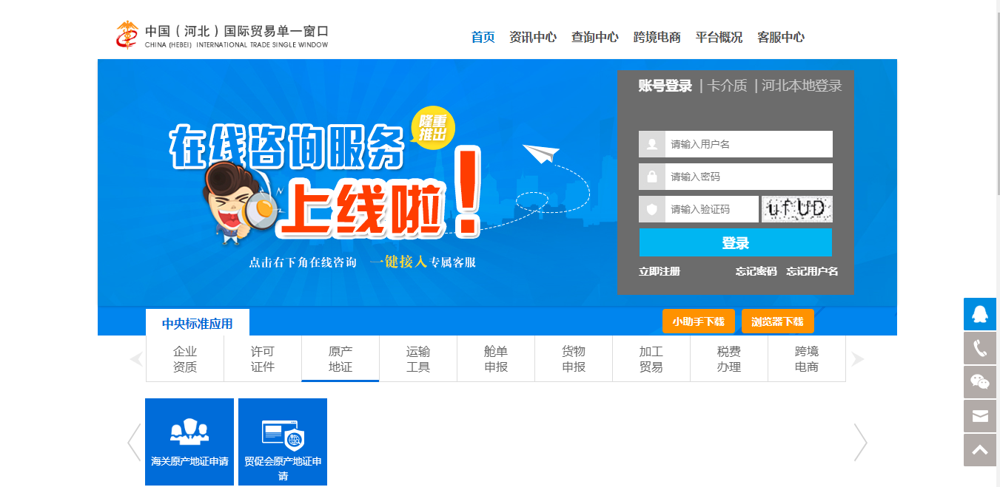 中国（河北）国际贸易单一窗口
CHINA (HEBEI) INTERNATIONAL TRADE SINGLE WINDOW
首页 资讯中心 查询中心 跨境电商 平台概况 客服中心
在线咨询服务
隆重
推出
上线啦！
点击右下角在线咨询 一键接入专属客服
账号登录 | 卡介质 | 河北本地登录
请输入用户名
请输入密码
请输入验证码 ufUD
登录
立即注册 忘记密码 忘记用户名
中央标准应用
小助手下载 浏览器下载
企业
资质
许可
证件
原产
地证
运输
工具
舱单
申报
货物
申报
加工
贸易
税费
办理
跨境
电商
海关原产地证申请
贸促会原产地证申
请